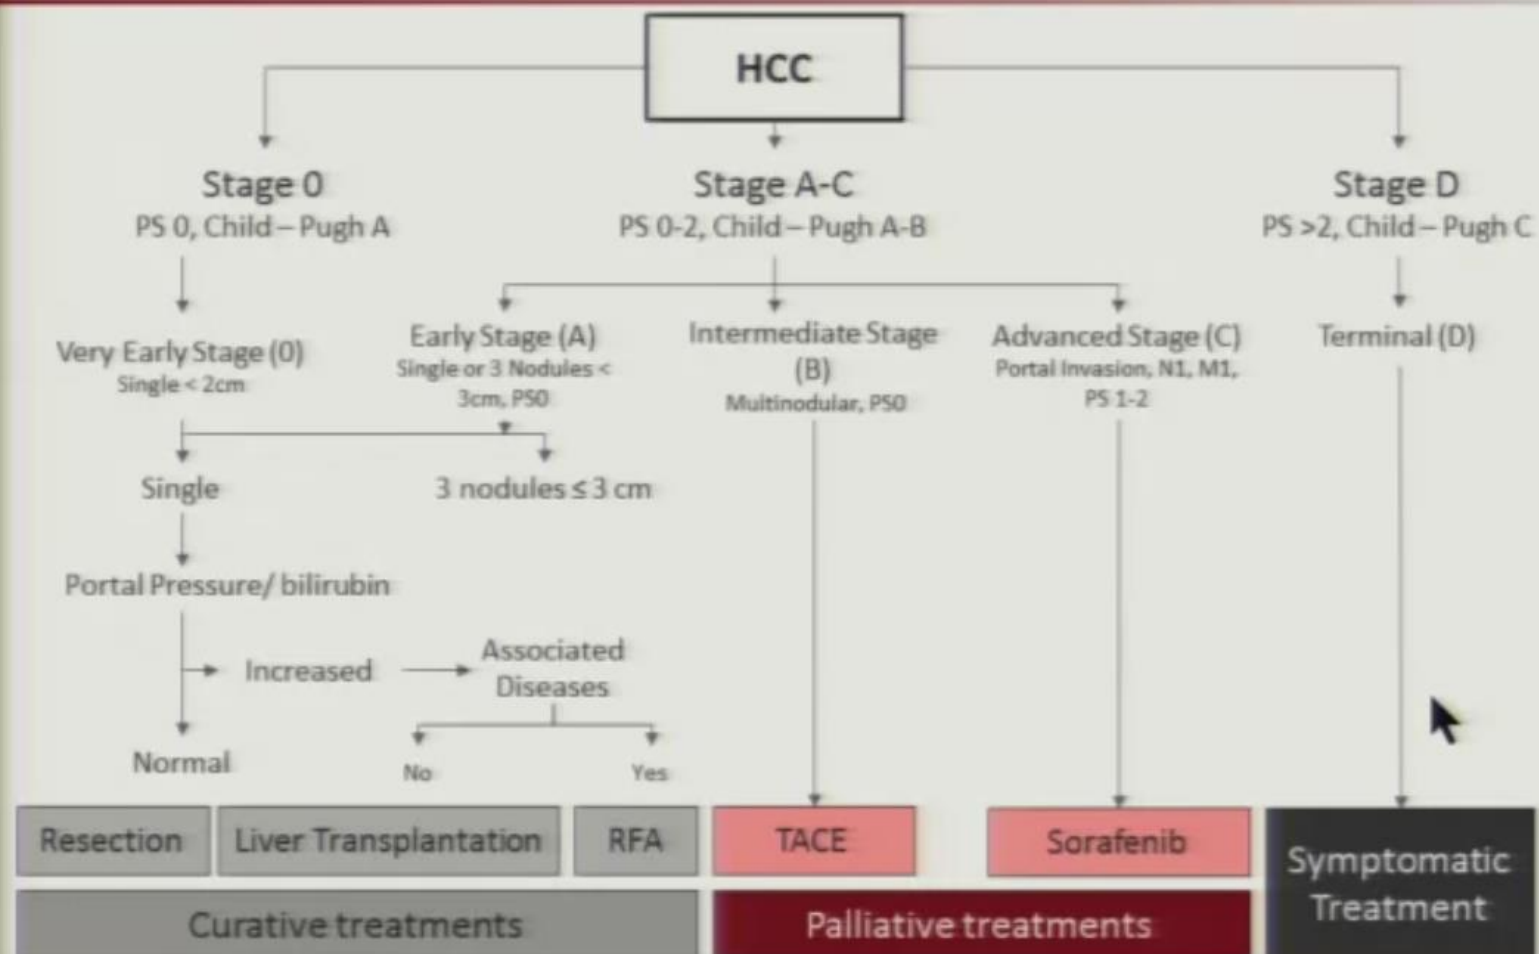 HCC
Stage 0
PS 0, Child – Pugh A
Stage A-C
PS 0-2, Child – Pugh A-B
Stage D
PS >2, Child – Pugh C
Very Early Stage (0)
Single < 2cm
Early Stage (A)
Single or 3 Nodules <
3cm, PS0
Intermediate Stage
(B)
Multinodular, PS0
Advanced Stage (C)
Portal Invasion, N1, M1,
PS 1-2
Terminal (D)
Single
3 nodules ≤ 3 cm
Portal Pressure/ bilirubin
Increased
Associated
Diseases
Normal
No
Yes
Resection
Liver Transplantation
RFA
TACE
Sorafenib
Symptomatic
Treatment
Curative treatments
Palliative treatments